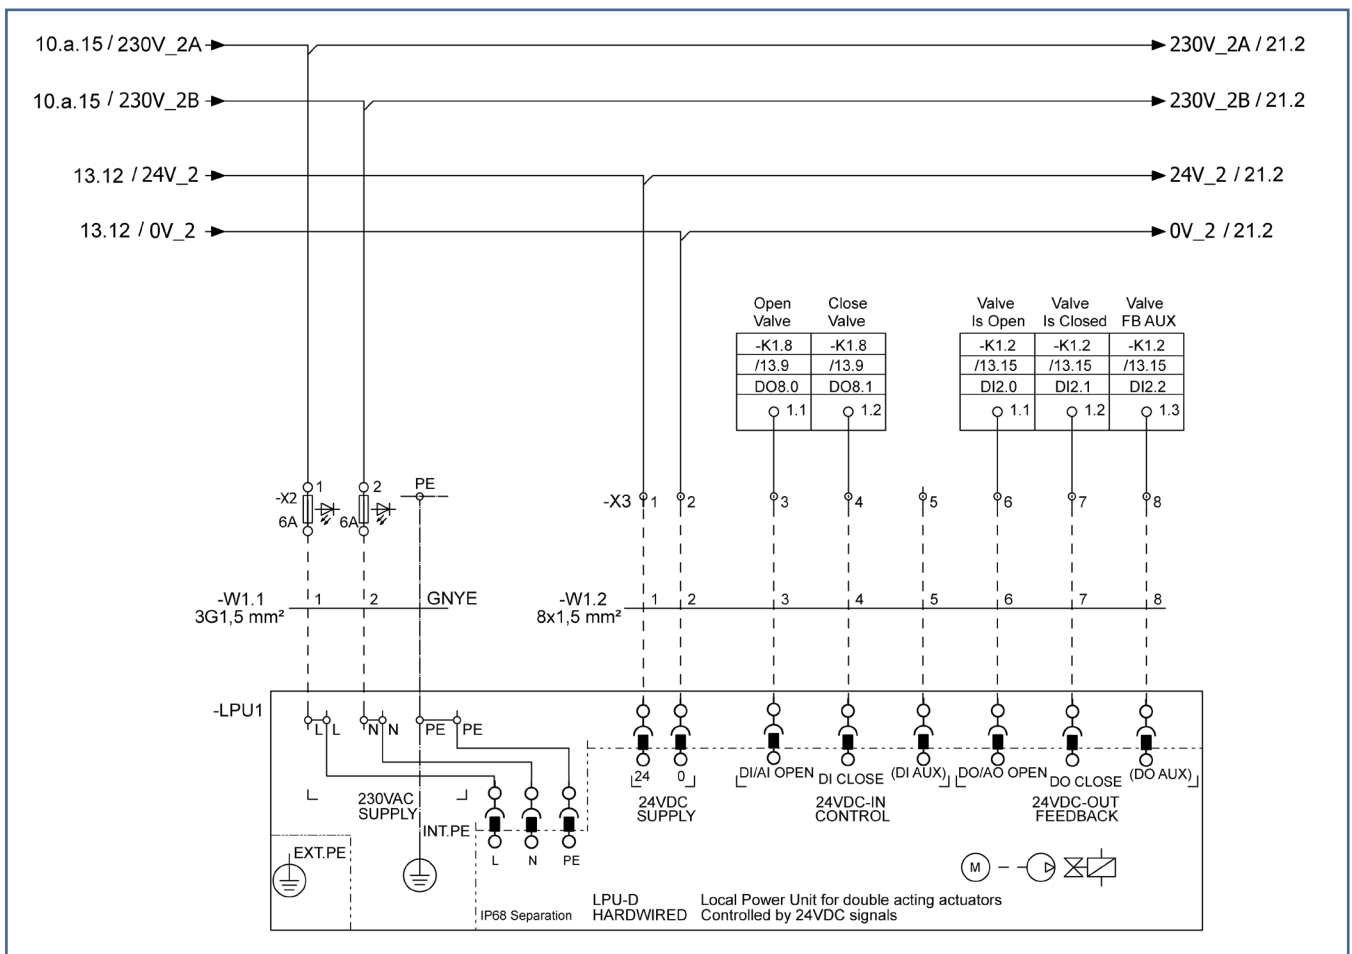 10.a.15 / 230V_2A
230V_2A / 21.2
10.a.15 / 230V_2B
230V_2B / 21.2
13.12 / 24V_2
24V_2 / 21.2
13.12 / 0V_2
0V_2 / 21.2
Open Valve
Close Valve
Valve Is Open
Valve Is Closed
Valve FB AUX
-K1.8 -K1.8 -K1.2 -K1.2 -K1.2
/13.9 /13.9 /13.15 /13.15 /13.15
DO8.0 DO8.1 DI2.0 DI2.1 DI2.2
1.1 1.2 1.1 1.2 1.3
-X2 1 2 PE
6A 6A
-X3 1 2 3 4 5 6 7 8
-W1.1 1 2 GNYE
3G1,5 mm²
-W1.2 1 2 3 4 5 6 7 8
8x1,5 mm²
-LPU1
L L N N PE PE
24 0 DI/AI OPEN DI CLOSE (DI AUX) DO/AO OPEN DO CLOSE (DO AUX)
230VAC
SUPPLY
24VDC
SUPPLY
24VDC-IN
CONTROL
24VDC-OUT
FEEDBACK
INT.PE
EXT.PE
L N PE
M
IP68 Separation
LPU-D
HARDWIRED
Local Power Unit for double acting actuators
Controlled by 24VDC signals